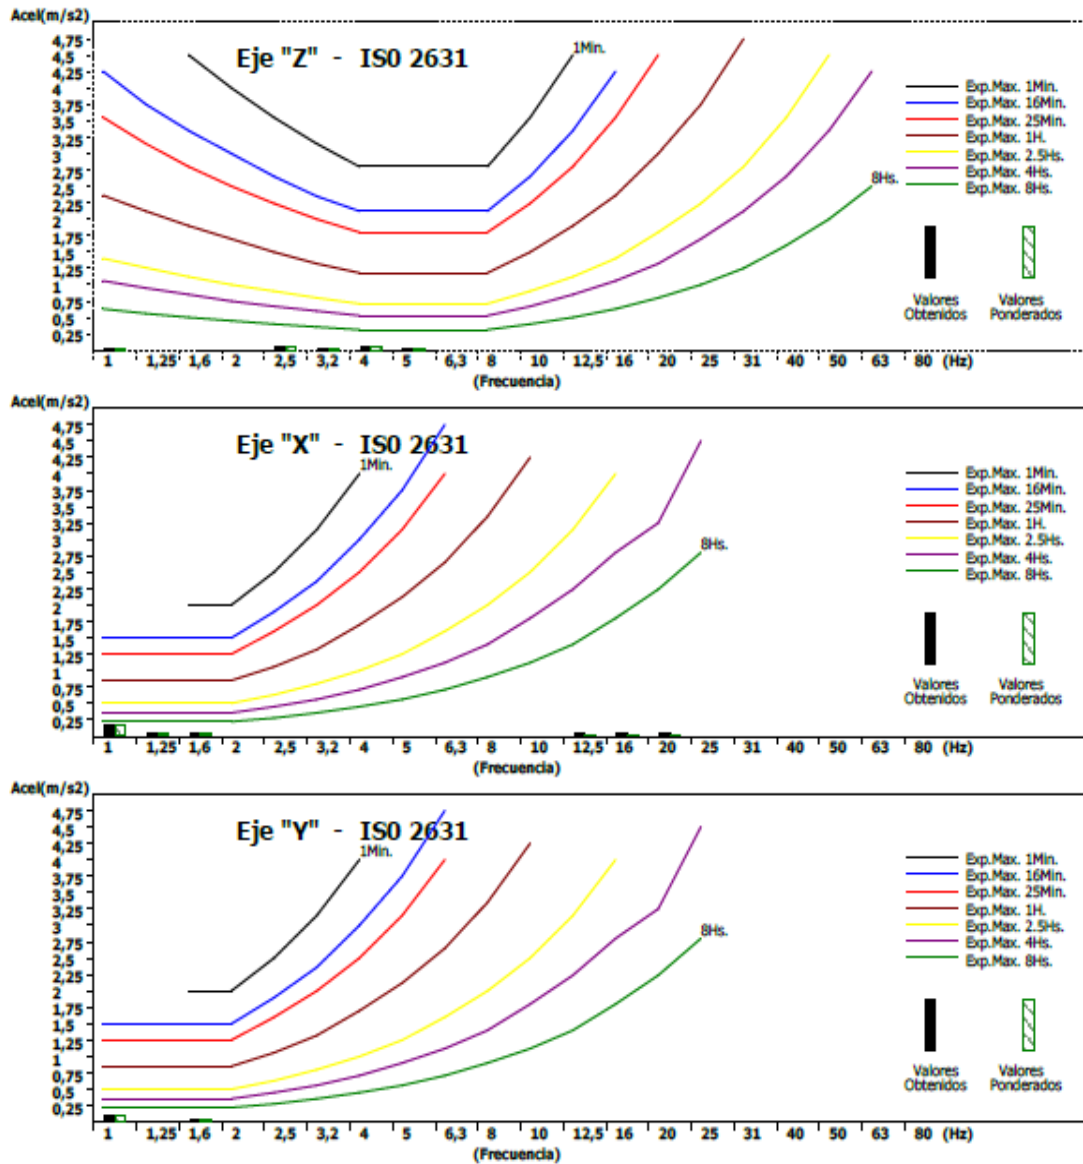 Acel(m/s2)
Eje "Z" - IS0 2631
1Min.
8Hs.
4,75
4,5
4,25
4
3,75
3,5
3,25
3
2,75
2,5
2,25
2
1,75
1,5
1,25
1
0,75
0,5
0,25
Exp.Max. 1Min.
Exp.Max. 16Min.
Exp.Max. 25Min.
Exp.Max. 1H.
Exp.Max. 2.5Hs.
Exp.Max. 4Hs.
Exp.Max. 8Hs.
Valores Valores
Obtenidos Ponderados
1 1,25 1,6 2 2,5 3,2 4 5 6,3 8 10 12,5 16 20 25 31 40 50 63 80 (Hz)
(Frecuencia)
Acel(m/s2)
Eje "X" - IS0 2631
1Min.
8Hs.
4,75
4,5
4,25
4
3,75
3,5
3,25
3
2,75
2,5
2,25
2
1,75
1,5
1,25
1
0,75
0,5
0,25
Exp.Max. 1Min.
Exp.Max. 16Min.
Exp.Max. 25Min.
Exp.Max. 1H.
Exp.Max. 2.5Hs.
Exp.Max. 4Hs.
Exp.Max. 8Hs.
Valores Valores
Obtenidos Ponderados
1 1,25 1,6 2 2,5 3,2 4 5 6,3 8 10 12,5 16 20 25 31 40 50 63 80 (Hz)
(Frecuencia)
Acel(m/s2)
Eje "Y" - IS0 2631
1Min.
8Hs.
4,75
4,5
4,25
4
3,75
3,5
3,25
3
2,75
2,5
2,25
2
1,75
1,5
1,25
1
0,75
0,5
0,25
Exp.Max. 1Min.
Exp.Max. 16Min.
Exp.Max. 25Min.
Exp.Max. 1H.
Exp.Max. 2.5Hs.
Exp.Max. 4Hs.
Exp.Max. 8Hs.
Valores Valores
Obtenidos Ponderados
1 1,25 1,6 2 2,5 3,2 4 5 6,3 8 10 12,5 16 20 25 31 40 50 63 80 (Hz)
(Frecuencia)